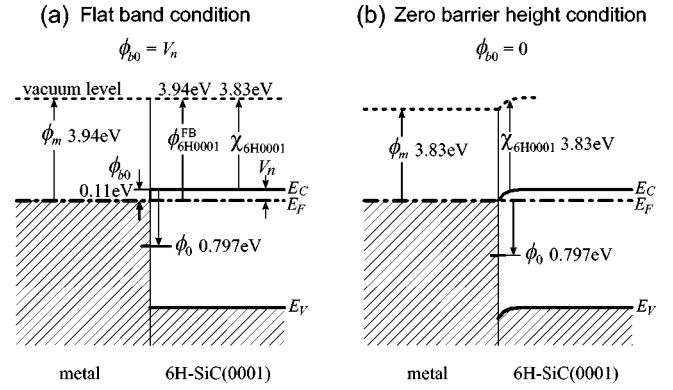 (a) Flat band condition
ϕb0 = Vn
vacuum level 3.94eV 3.83eV
ϕm 3.94eV
ϕ6H0001FB
χ6H0001
ϕb0
Vn
0.11eV
EC
EF
ϕ0 0.797eV
EV
metal 6H-SiC(0001)
(b) Zero barrier height condition
ϕb0 = 0
ϕm 3.83eV
χ6H0001 3.83eV
EC
EF
ϕ0 0.797eV
EV
metal 6H-SiC(0001)